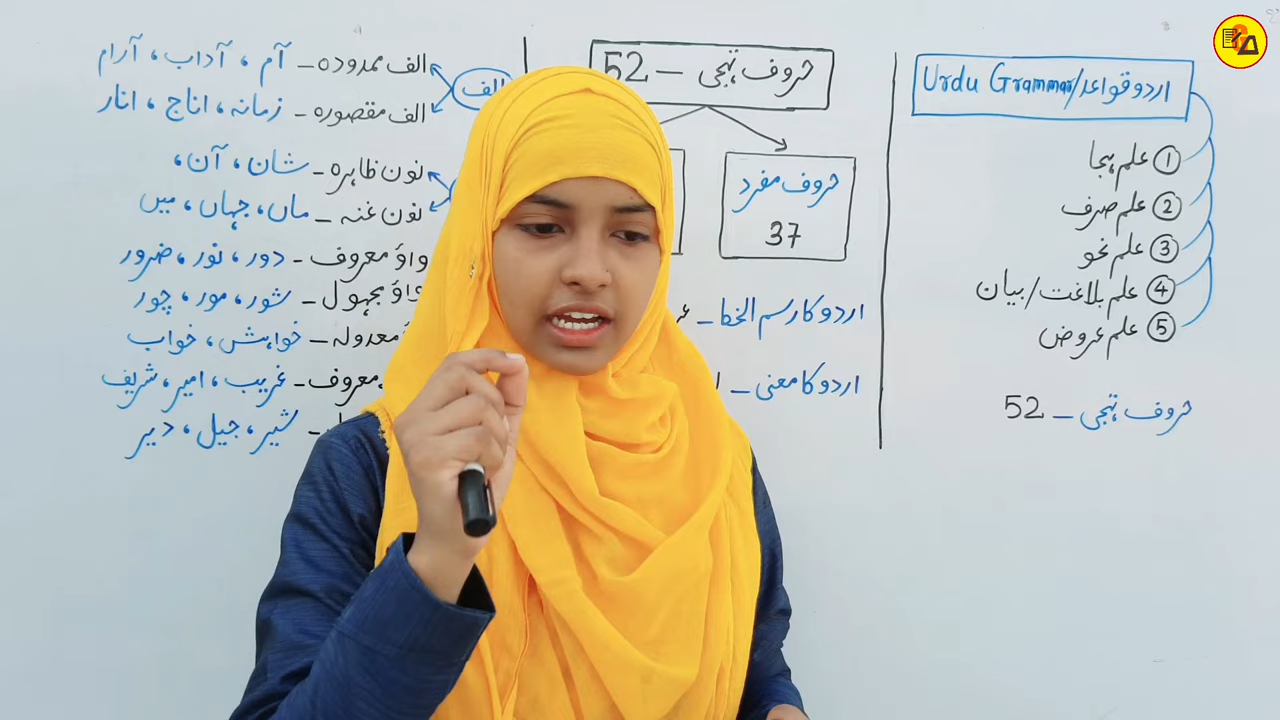 Urdu Grammar/اردو قواعد
① علم ہجا
② علم صرف
③ علم نحو
④ علم بلاغت/بیان
⑤ علم عروض
حروف تہجی – 52
حروف تہجی – 52
حروف مفرد
37
اردو کا رسم الخط –
اردو کا معنی –
الف
الف ممدودہ – آم ، آداب ، آرام
الف مقصورہ – زمانہ ، اناج ، انار
نون ظاہرہ – شان ، آن ،
نون غنہ – ماں ، جہاں ، میں
واؤ معروف – دور ، نور ، ضرور
واؤ مجہول – شور ، مور ، چور
معدولہ – خواہش ، خواب
معروف – غریب ، امیر ، شریف
شیر ، جیل ، دیر